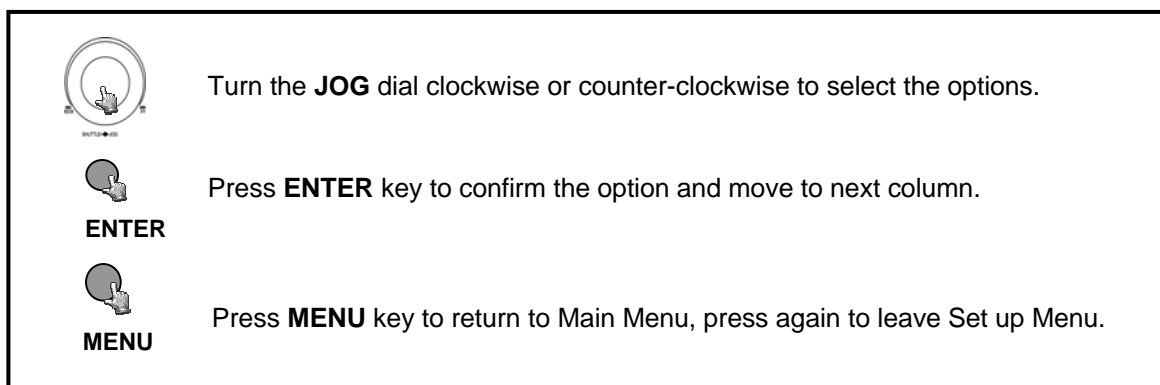 Turn the JOG dial clockwise or counter-clockwise to select the options.
SHUTTLE◆JOG
Press ENTER key to confirm the option and move to next column.
ENTER
Press MENU key to return to Main Menu, press again to leave Set up Menu.
MENU